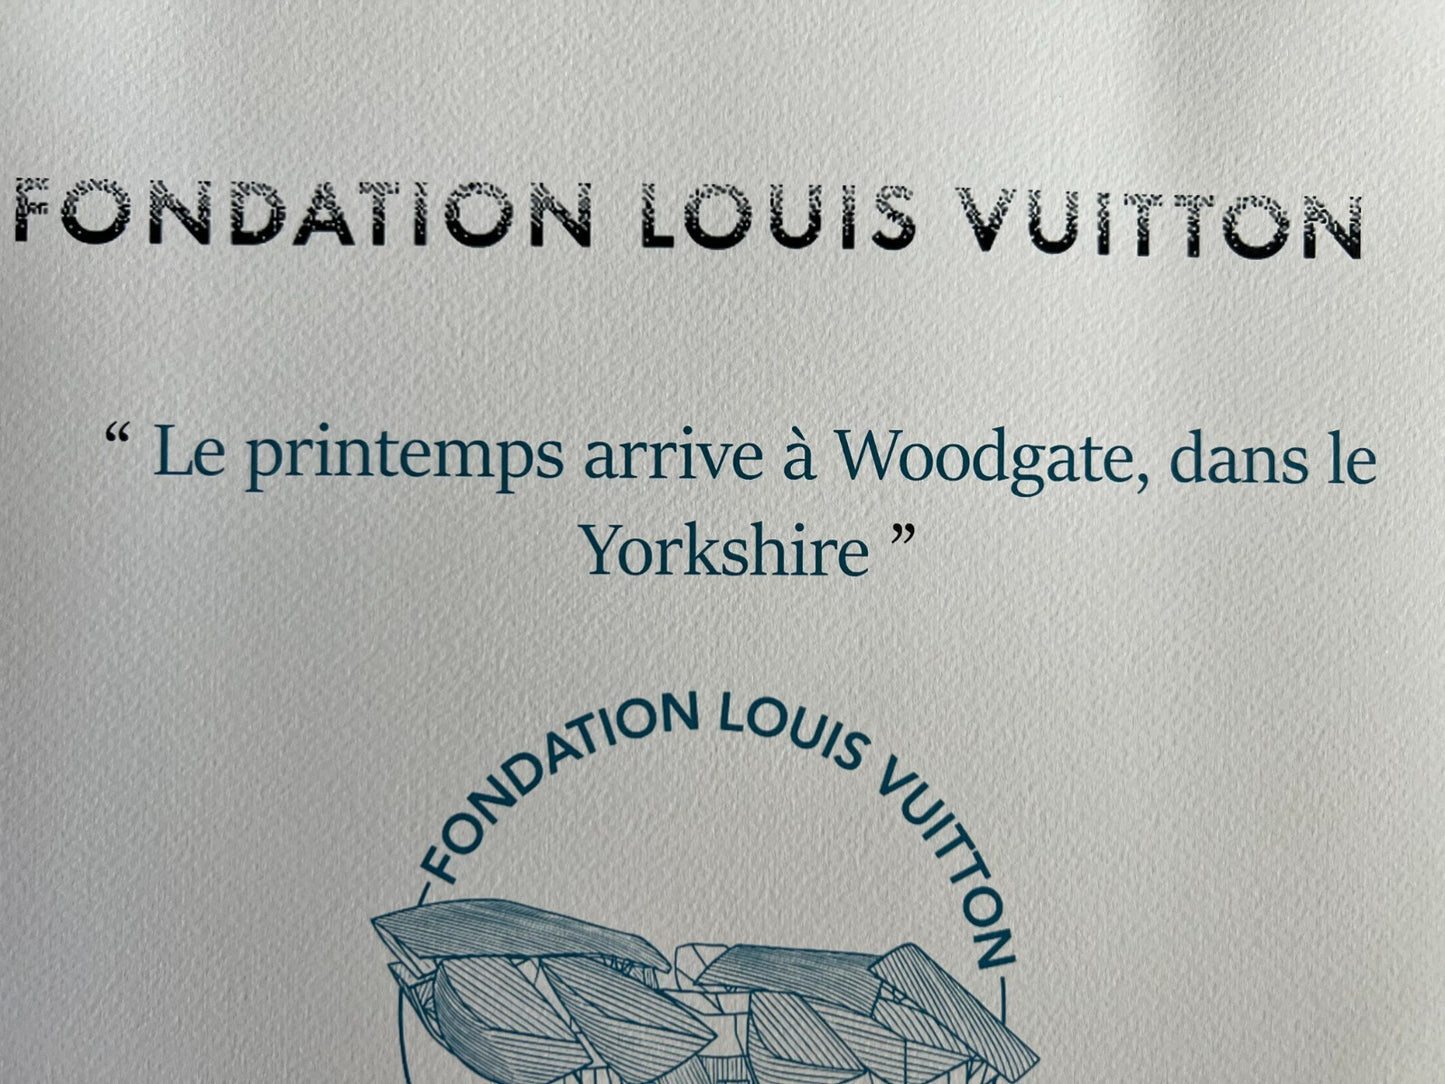 FONDATION LOUIS VUITTON
“ Le printemps arrive à Woodgate, dans le
Yorkshire ”
FONDATION LOUIS VUITTON